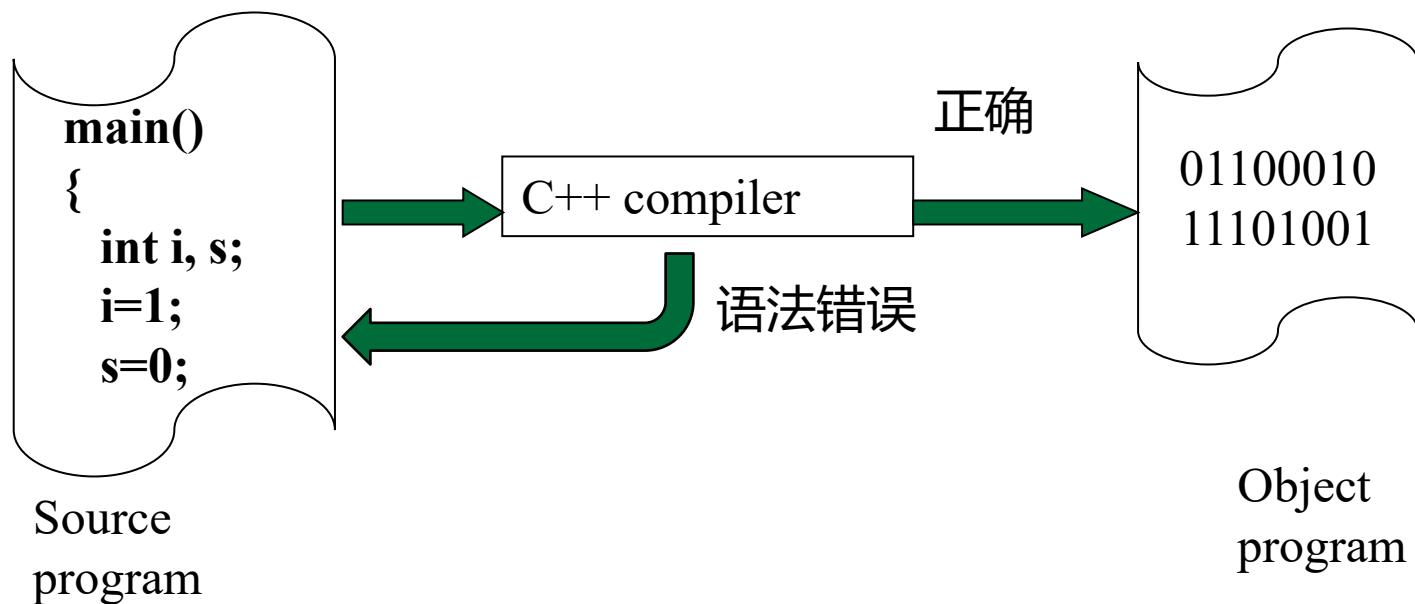 main()
{
int i, s;
i=1;
s=0;
Source
program
C++ compiler
正确
语法错误
01100010
11101001
Object
program